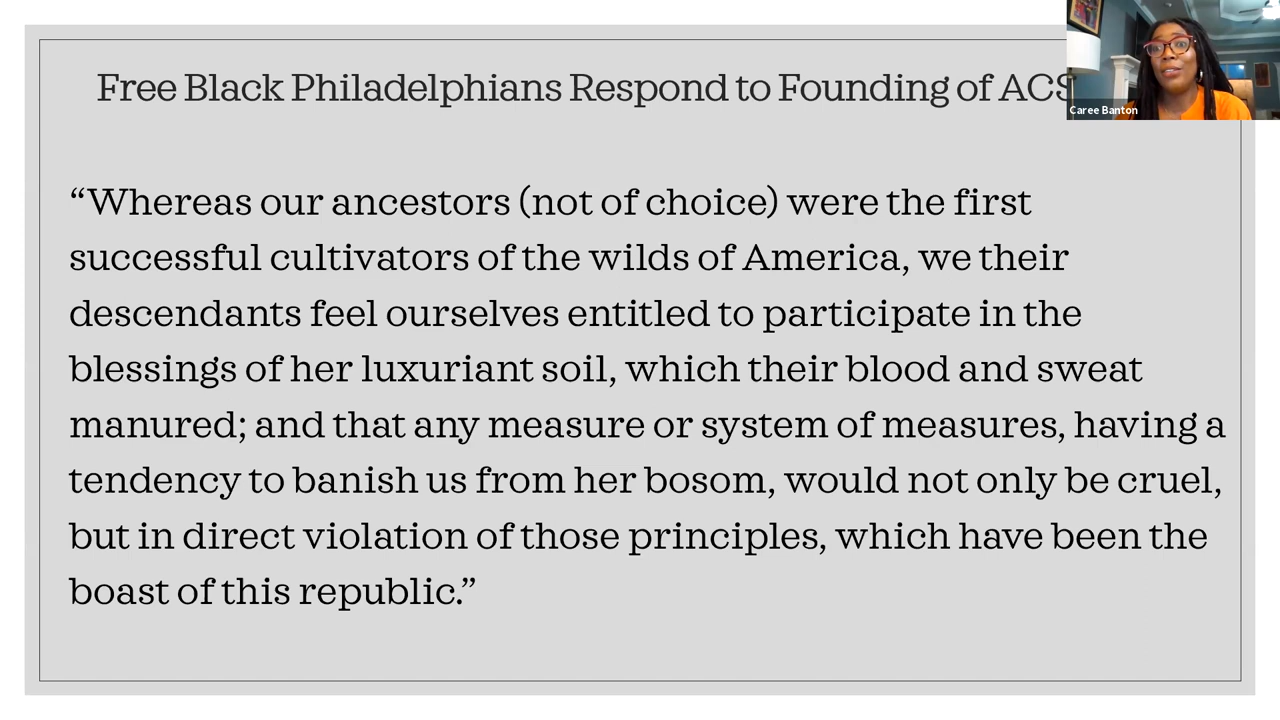 Free Black Philadelphians Respond to Founding of ACS
Caree Banton
“Whereas our ancestors (not of choice) were the first
successful cultivators of the wilds of America, we their
descendants feel ourselves entitled to participate in the
blessings of her luxuriant soil, which their blood and sweat
manured; and that any measure or system of measures, having a
tendency to banish us from her bosom, would not only be cruel,
but in direct violation of those principles, which have been the
boast of this republic.”